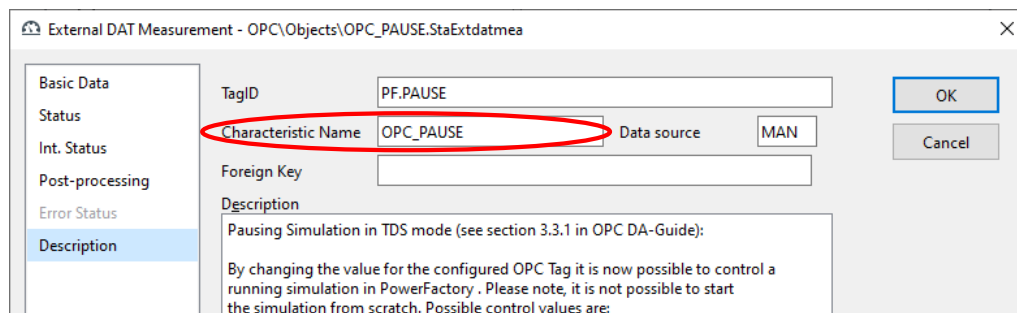 External DAT Measurement - OPC\Objects\OPC_PAUSE.StaExtdatmea
Basic Data
Status
Int. Status
Post-processing
Error Status
Description
TagID PF.PAUSE
Characteristic Name OPC_PAUSE Data source MAN
Foreign Key
Description
Pausing Simulation in TDS mode (see section 3.3.1 in OPC DA-Guide):
By changing the value for the configured OPC Tag it is now possible to control a
running simulation in PowerFactory . Please note, it is not possible to start
the simulation from scratch. Possible control values are:
OK
Cancel